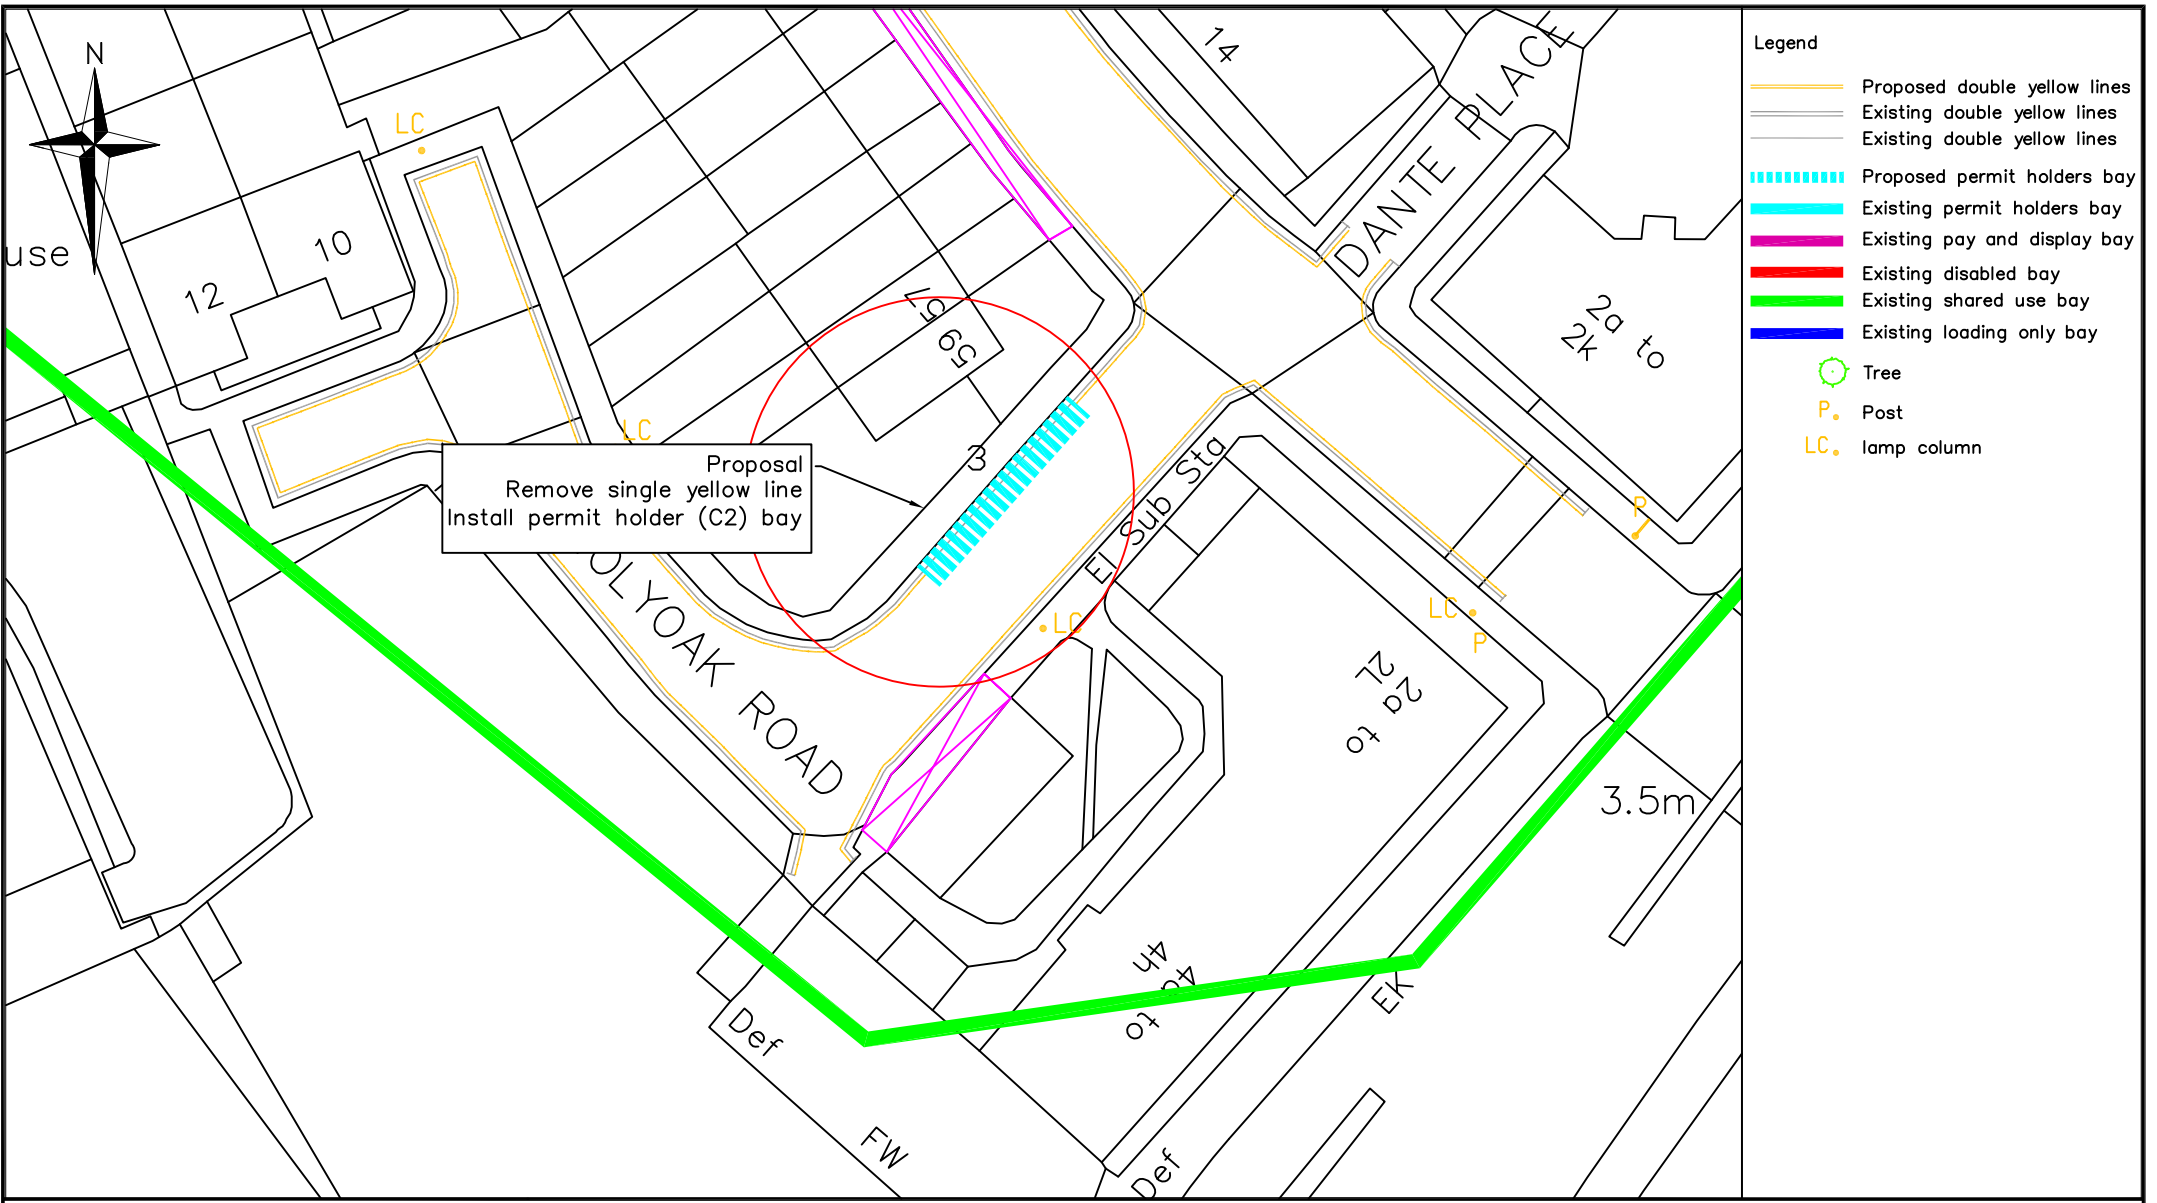 N
LC
use
12
10
14
DANTE PLACE
57
59
2a to
2k
LC
Proposal
Remove single yellow line
Install permit holder (C2) bay
3
El Sub Sta
P
OLYOAK ROAD
LC
LC
P
2a to
2L
3.5m
4a to
4h
EK
Def
FW
Def
Legend
Proposed double yellow lines
Existing double yellow lines
Existing double yellow lines
Proposed permit holders bay
Existing permit holders bay
Existing pay and display bay
Existing disabled bay
Existing shared use bay
Existing loading only bay
Tree
P. Post
LC. lamp column